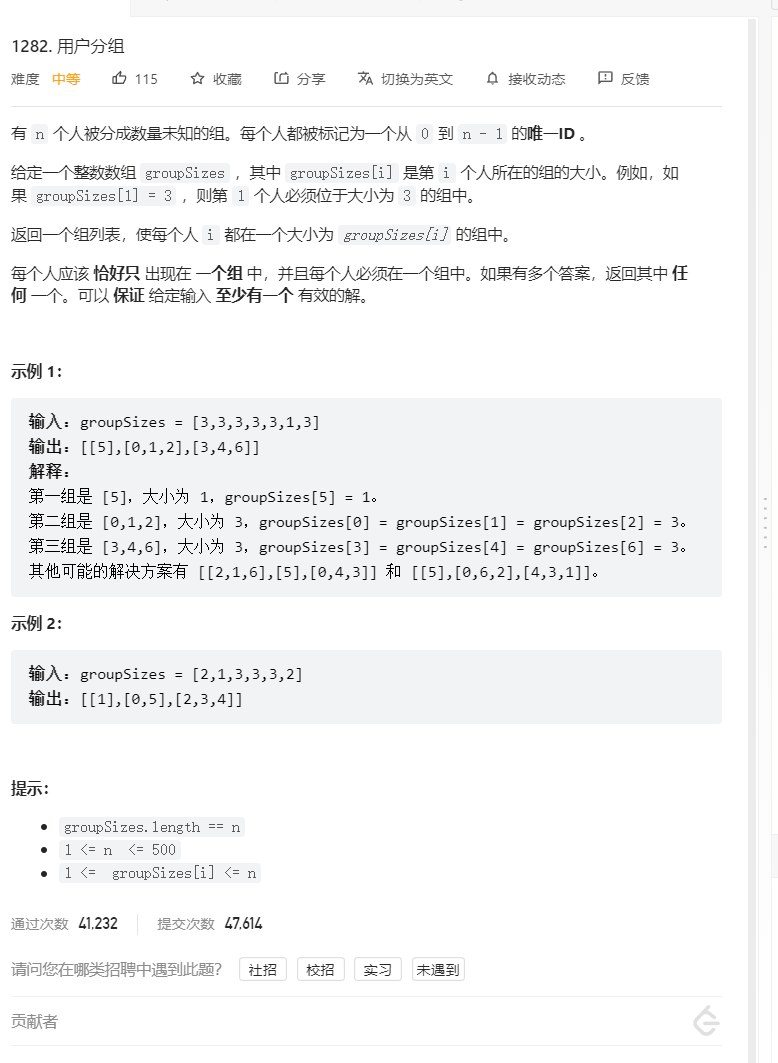 1282. 用户分组
难度 中等 115 收藏 分享 切换为英文 接收动态 反馈
有 n 个人被分成数量未知的组。每个人都被标记为一个从 0 到 n - 1 的唯一ID 。
给定一个整数数组 groupSizes ，其中 groupSizes[i] 是第 i 个人所在的组的大小。例如，如
果 groupSizes[1] = 3 ，则第 1 个人必须位于大小为 3 的组中。
返回一个组列表，使每个人 i 都在一个大小为 groupSizes[i] 的组中。
每个人应该 恰好只 出现在 一个组 中，并且每个人必须在一个组中。如果有多个答案，返回其中 任
何 一个。可以 保证 给定输入 至少有一个 有效的解。
示例 1：
输入：groupSizes = [3,3,3,3,3,1,3]
输出：[[5],[0,1,2],[3,4,6]]
解释：
第一组是 [5]，大小为 1，groupSizes[5] = 1。
第二组是 [0,1,2]，大小为 3，groupSizes[0] = groupSizes[1] = groupSizes[2] = 3。
第三组是 [3,4,6]，大小为 3，groupSizes[3] = groupSizes[4] = groupSizes[6] = 3。
其他可能的解决方案有 [[2,1,6],[5],[0,4,3]] 和 [[5],[0,6,2],[4,3,1]]。
示例 2：
输入：groupSizes = [2,1,3,3,3,2]
输出：[[1],[0,5],[2,3,4]]
提示：
groupSizes.length == n
1 <= n <= 500
1 <= groupSizes[i] <= n
通过次数 41,232 提交次数 47,614
请问您在哪类招聘中遇到此题？ 社招 校招 实习 未遇到
贡献者